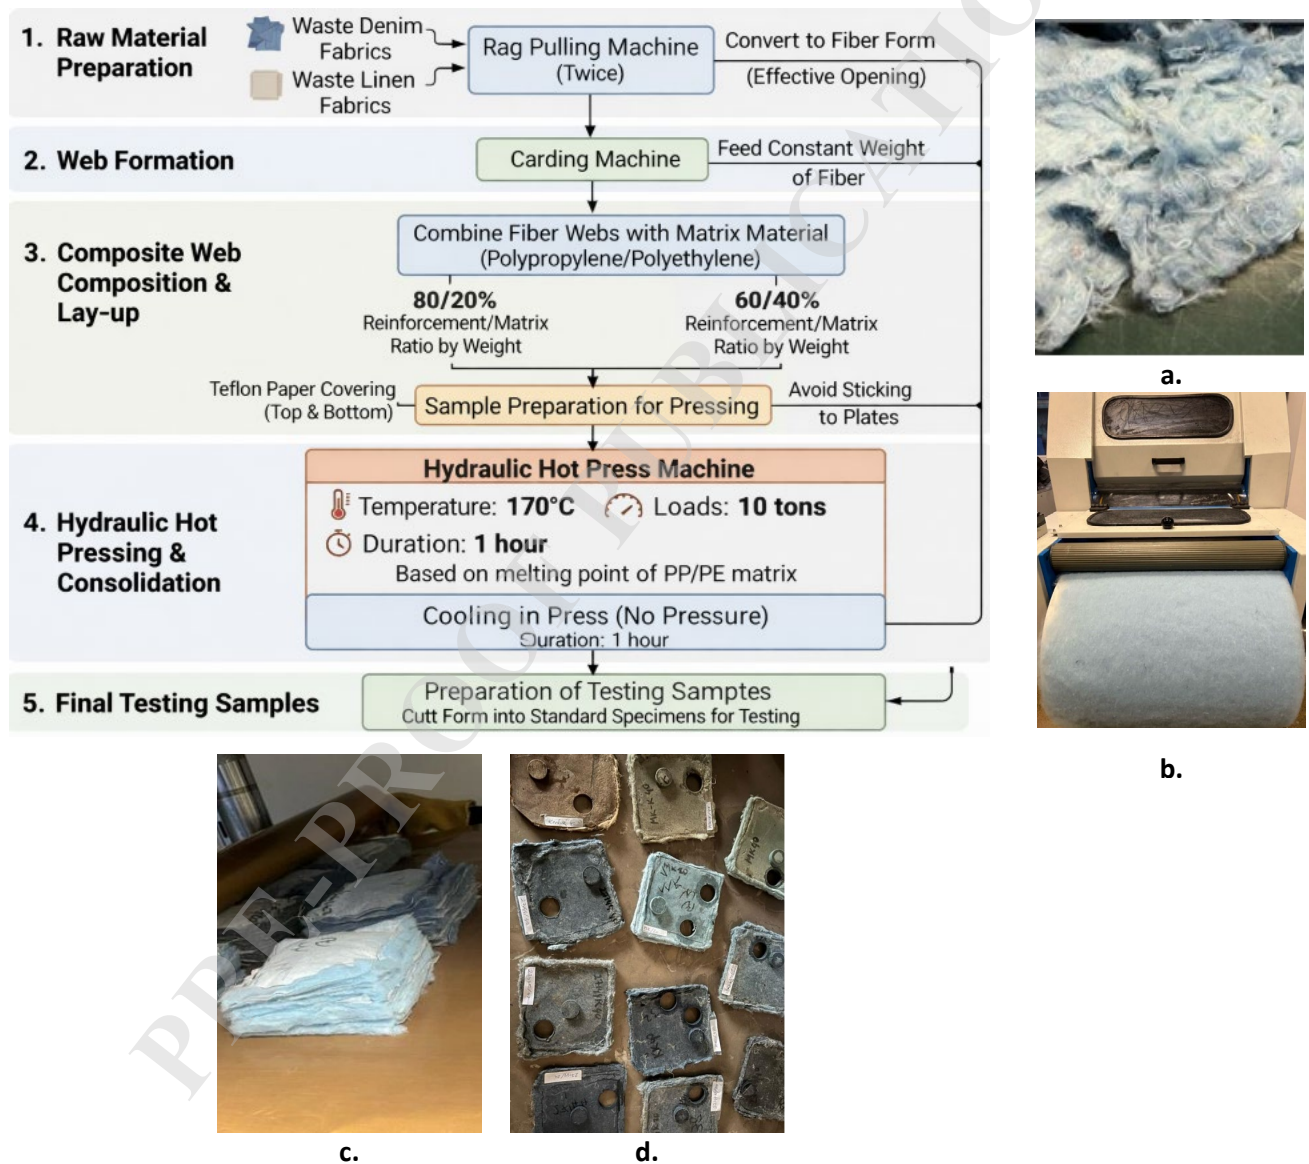 1. Raw Material
Preparation
Waste Denim
Fabrics
Waste Linen
Fabrics
Rag Pulling Machine
(Twice)
Convert to Fiber Form
(Effective Opening)
2. Web Formation
Carding Machine
Feed Constant Weight
of Fiber
3. Composite Web
Composition &
Lay-up
Combine Fiber Webs with Matrix Material
(Polypropylene/Polyethylene)
80/20%
Reinforcement/Matrix
Ratio by Weight
60/40%
Reinforcement/Matrix
Ratio by Weight
Teflon Paper Covering
(Top & Bottom)
Sample Preparation for Pressing
Avoid Sticking
to Plates
4. Hydraulic Hot
Pressing &
Consolidation
Hydraulic Hot Press Machine
Temperature: 170°C
Loads: 10 tons
Duration: 1 hour
Based on melting point of PP/PE matrix
Cooling in Press (No Pressure)
Duration: 1 hour
5. Final Testing Samples
Preparation of Testing Samptes
Cutt Form into Standard Specimens for Testing
a.
b.
c.
d.
MK40
PRE-PROOF PUBLICATIO